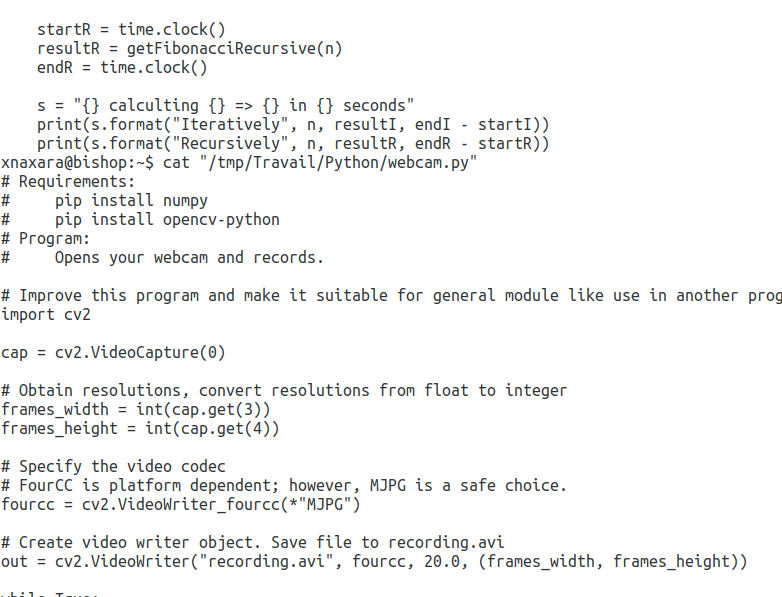 startR = time.clock()
    resultR = getFibonacciRecursive(n)
    endR = time.clock()

    s = "{} calculting {} => {} in {} seconds"
    print(s.format("Iteratively", n, resultI, endI - startI))
    print(s.format("Recursively", n, resultR, endR - startR))
xnaxara@bishop:~$ cat "/tmp/Travail/Python/webcam.py"
# Requirements:
#     pip install numpy
#     pip install opencv-python
# Program:
#     Opens your webcam and records.

# Improve this program and make it suitable for general module like use in another prog
import cv2

cap = cv2.VideoCapture(0)

# Obtain resolutions, convert resolutions from float to integer
frames_width = int(cap.get(3))
frames_height = int(cap.get(4))

# Specify the video codec
# FourCC is platform dependent; however, MJPG is a safe choice.
fourcc = cv2.VideoWriter_fourcc(*"MJPG")

# Create video writer object. Save file to recording.avi
out = cv2.VideoWriter("recording.avi", fourcc, 20.0, (frames_width, frames_height))

while True: